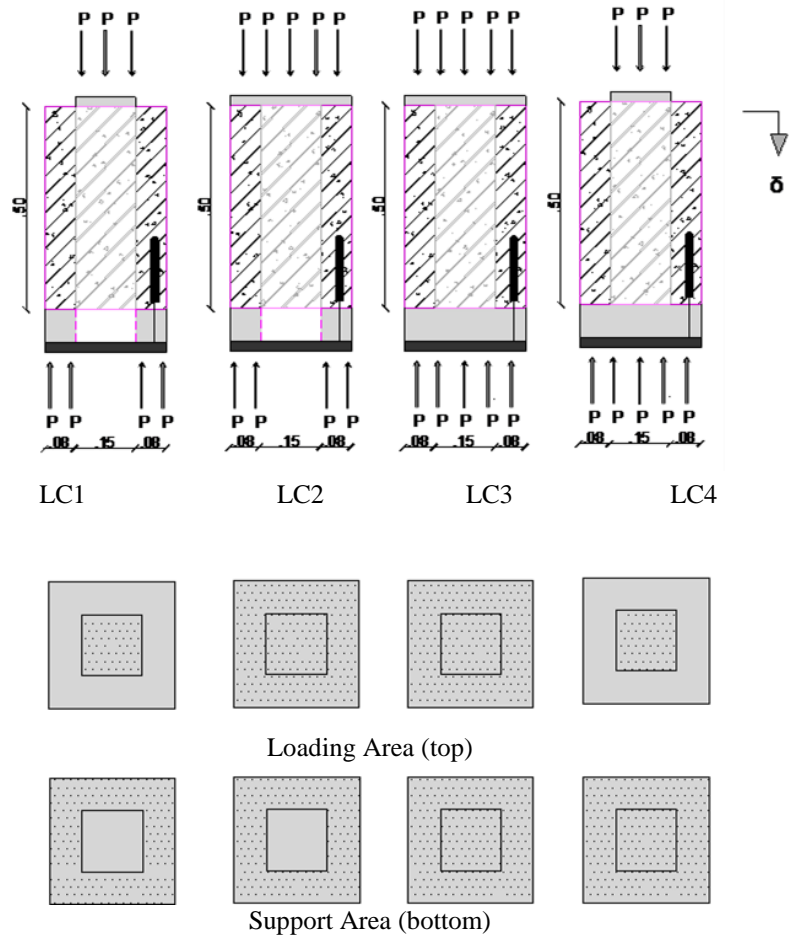 P P P P P P P P P P P P P P P P
.50 .50 .50 .50
δ
P P P P P P P P P P P P P P P P P P
.08 .15 .08 .08 .15 .08 .08 .15 .08 .08 .15 .08
LC1 LC2 LC3 LC4
Loading Area (top)
Support Area (bottom)